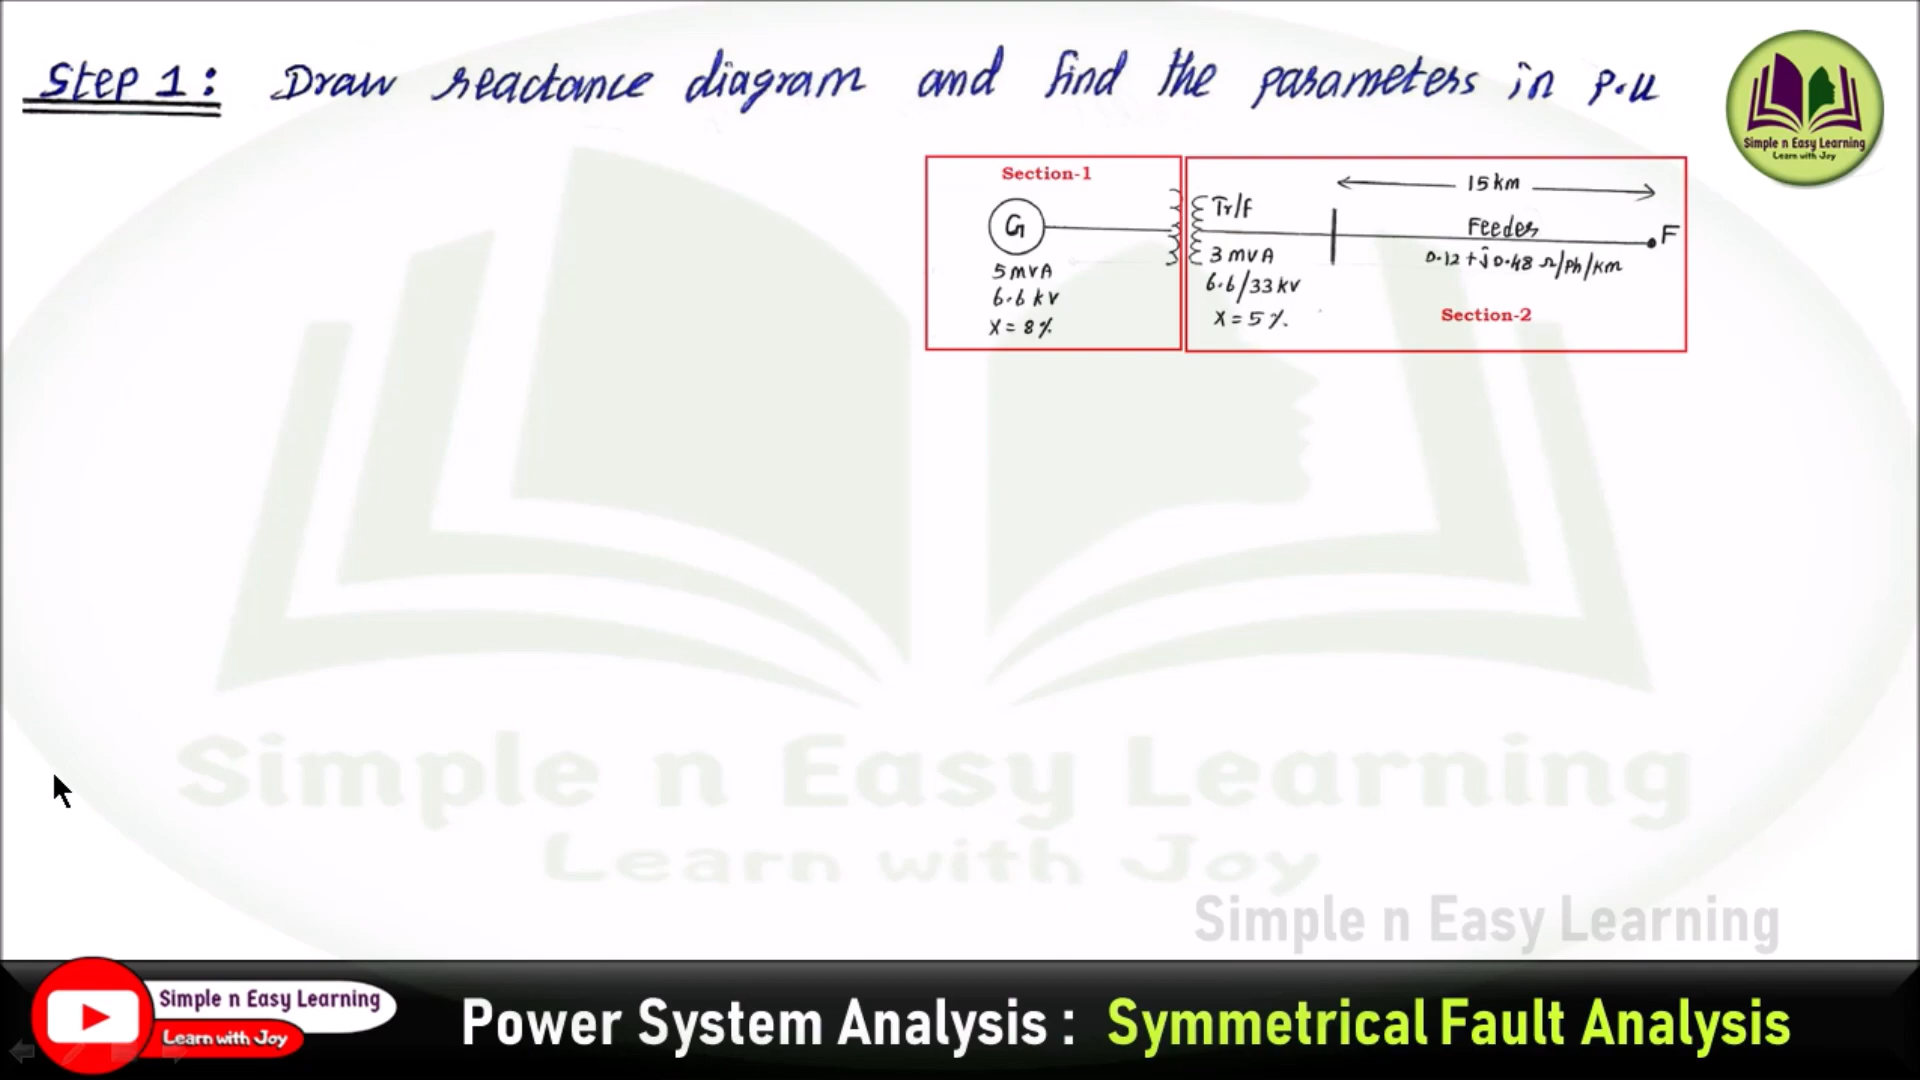 Step 1: Draw reactance diagram and find the parameters in p.u
Simple n Easy Learning
Learn with Joy
Section-1
G
5 MVA
6.6 kV
X = 8%
Tr/F
3 MVA
6.6/33 kV
X = 5%.
15 km
Feeder
F
0.12 + j0.48 Ω/Ph/km
Section-2
Simple n Easy Learning
Learn with Joy
Simple n Easy Learning
Simple n Easy Learning
Learn with Joy
Power System Analysis : Symmetrical Fault Analysis